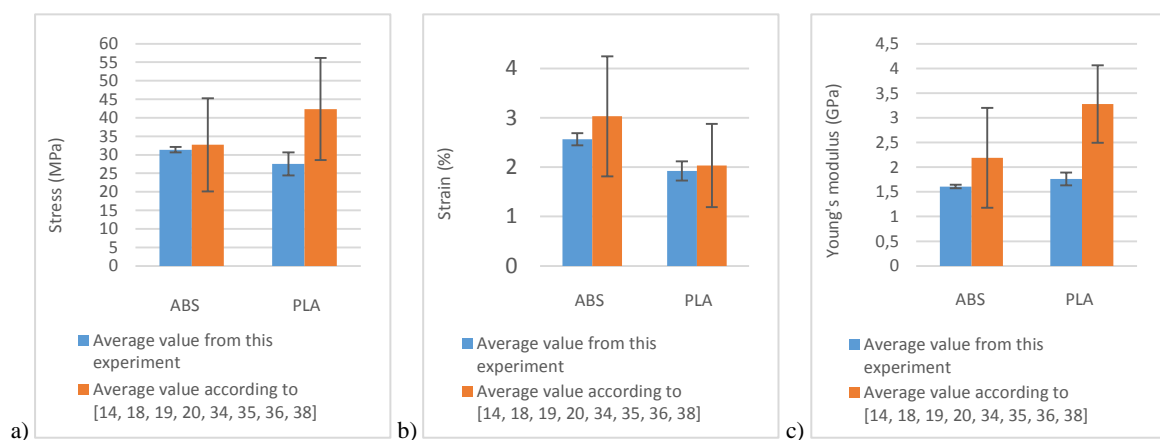 60
55
50
45
40
35
30
25
20
15
10
5
0
Stress (MPa)
ABS PLA
Average value from this
experiment
Average value according to
[14, 18, 19, 20, 34, 35, 36, 38]
a)
4
3
2
1
0
Strain (%)
ABS PLA
Average value from this
experiment
Average value according to
[14, 18, 19, 20, 34, 35, 36, 38]
b)
4,5
4
3,5
3
2,5
2
1,5
1
0,5
0
Young's modulus (GPa)
ABS PLA
Average value from this
experiment
Average value according to
[14, 18, 19, 20, 34, 35, 36, 38]
c)